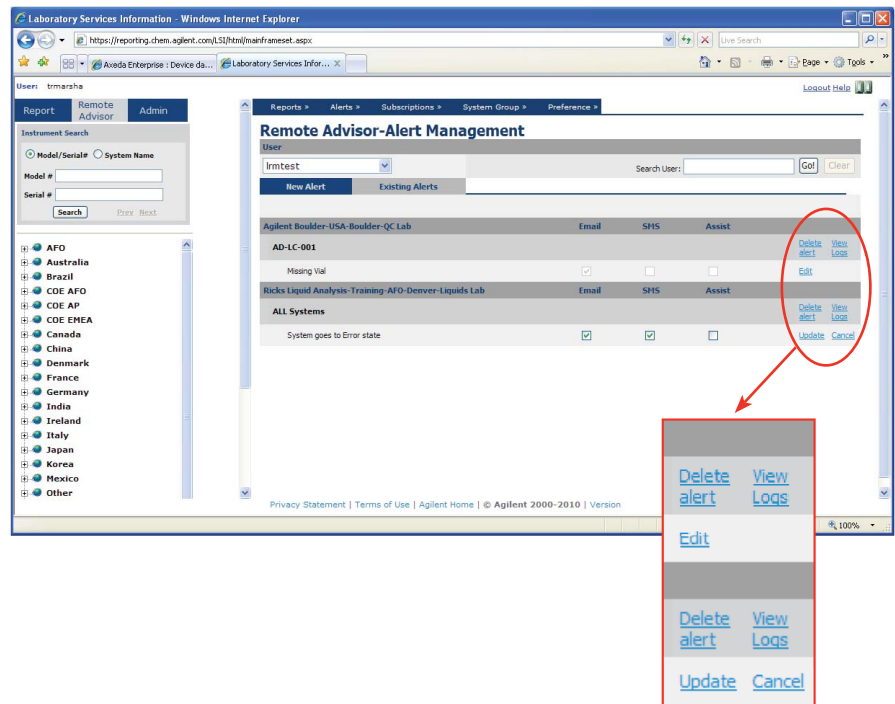 Laboratory Services Information - Windows Internet Explorer
https://reporting.chem.agilent.com/LSI/html/mainframeset.aspx
Live Search
Axeda Enterprise : Device da...
Laboratory Services Infor...
Page
Tools
User: trmarsha
Logout Help
Report
Remote Advisor
Admin
Reports » Alerts » Subscriptions » System Group » Preference »
Instrument Search
Model/Serial# System Name
Model #
Serial #
Search Prev Next
AFO
Australia
Brazil
COE AFO
COE AP
COE EMEA
Canada
China
Denmark
France
Germany
India
Ireland
Italy
Japan
Korea
Mexico
Other
Remote Advisor-Alert Management
User
lrmtest
Search User:
Go! Clear
New Alert Existing Alerts
Agilent Boulder-USA-Boulder-QC Lab Email SMS Assist
AD-LC-001 Delete alert View Logs
Missing Vial Edit
Ricks Liquid Analysis-Training-AFO-Denver-Liquids Lab Email SMS Assist
ALL Systems Delete alert View Logs
System goes to Error state Update Cancel
Privacy Statement | Terms of Use | Agilent Home | © Agilent 2000-2010 | Version
100%
Delete alert View Logs
Edit
Delete alert View Logs
Update Cancel